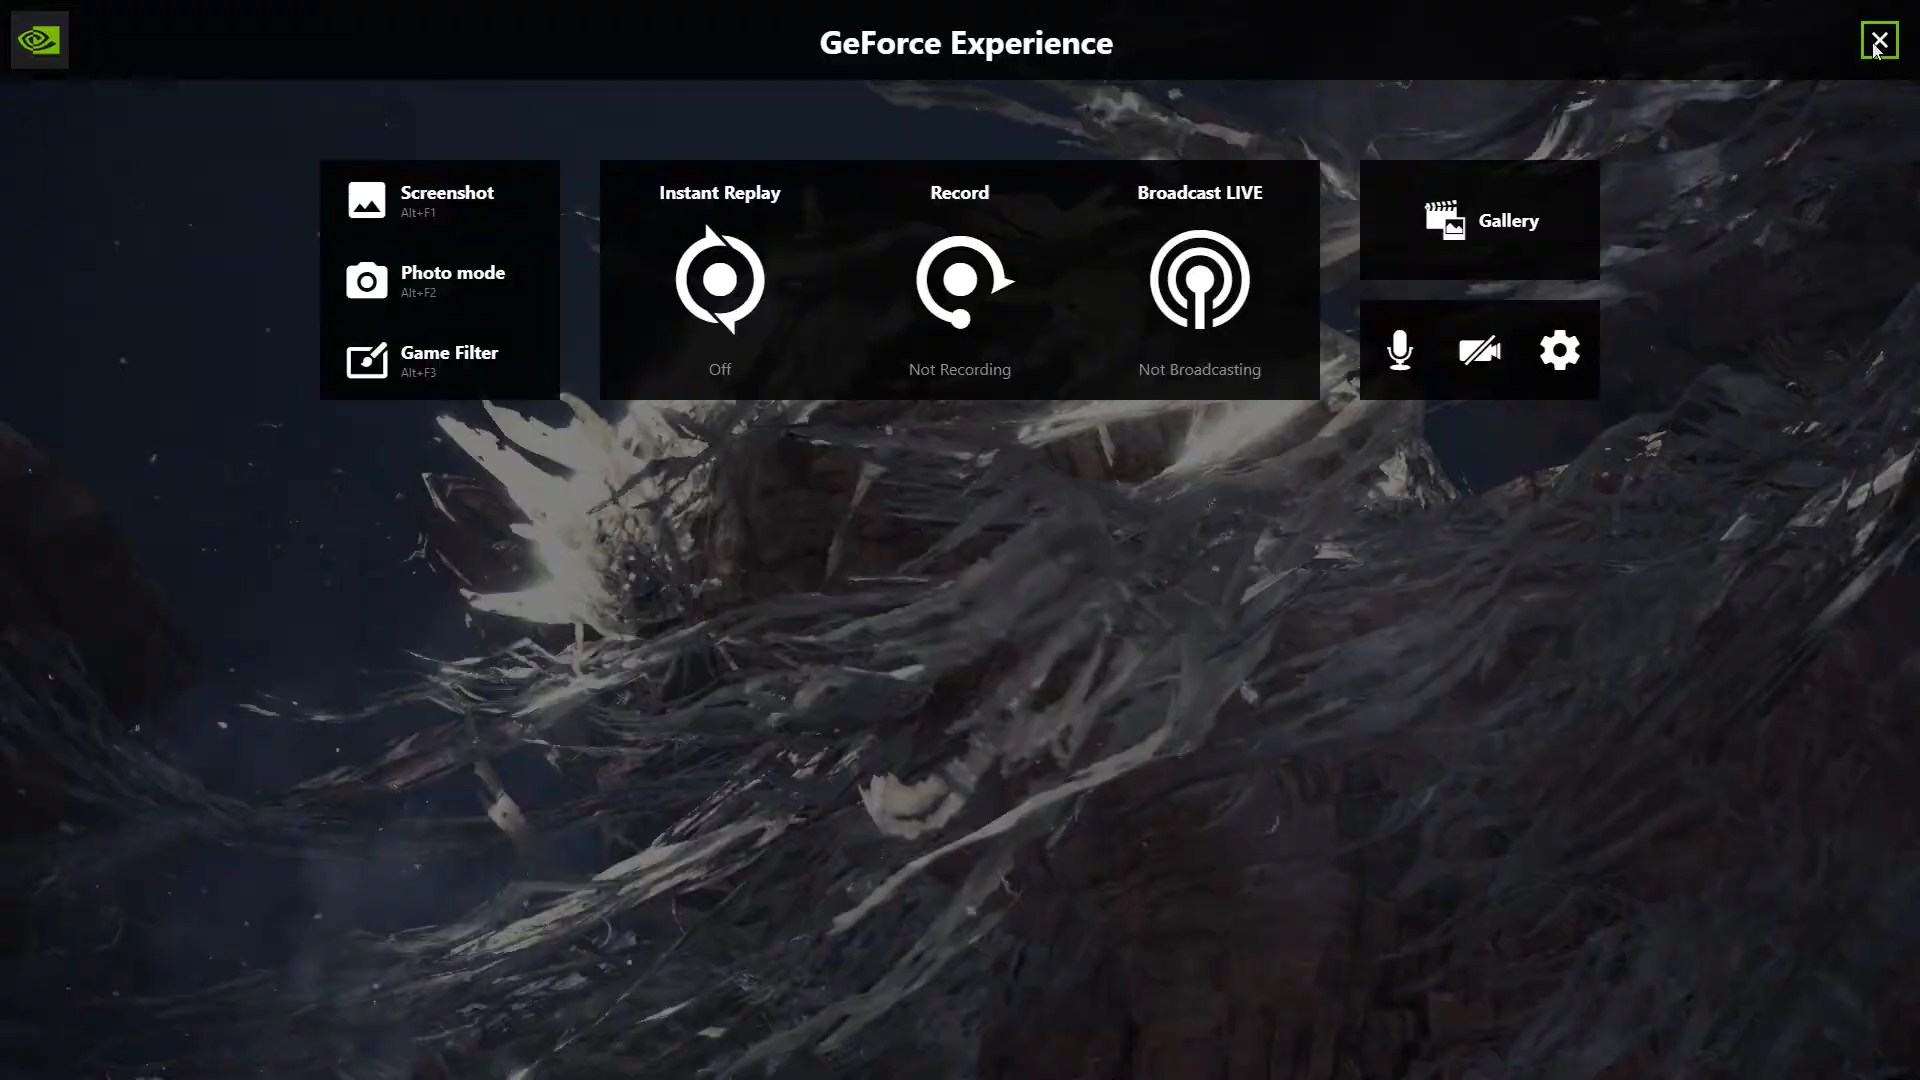 GeForce Experience
Screenshot
Alt+F1
Photo mode
Alt+F2
Game Filter
Alt+F3
Instant Replay
Off
Record
Not Recording
Broadcast LIVE
Not Broadcasting
Gallery